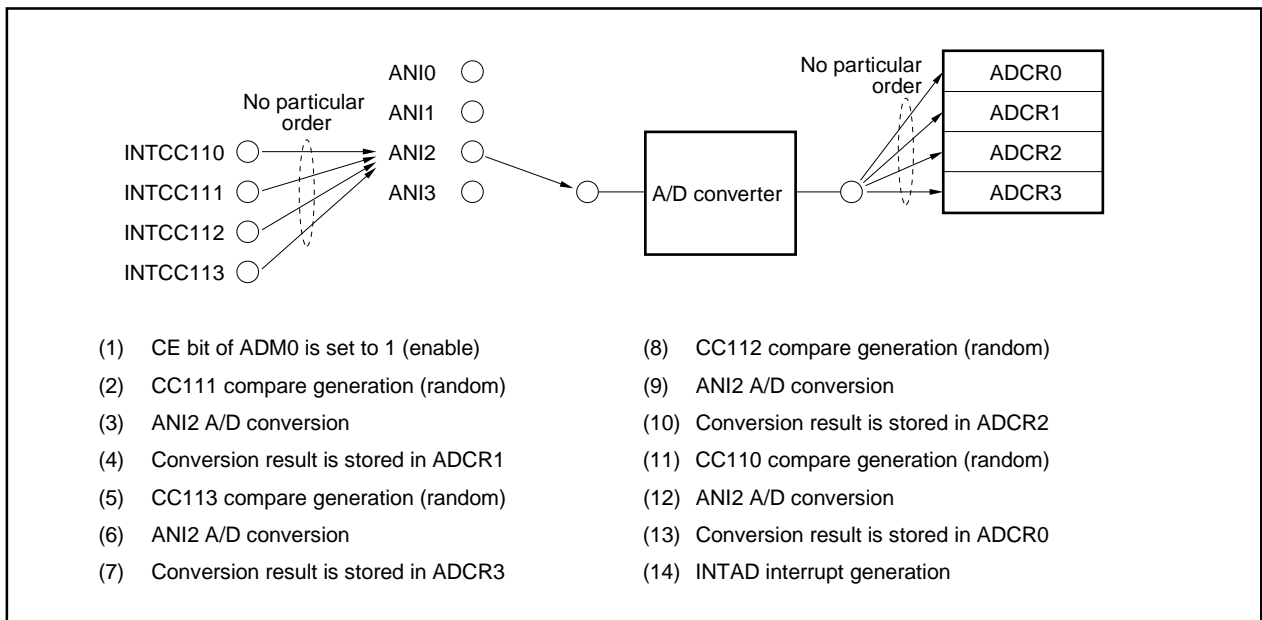 No particular
order
INTCC110
INTCC111
INTCC112
INTCC113
ANI0
ANI1
ANI2
ANI3
A/D converter
No particular
order
ADCR0
ADCR1
ADCR2
ADCR3
(1) CE bit of ADM0 is set to 1 (enable)
(2) CC111 compare generation (random)
(3) ANI2 A/D conversion
(4) Conversion result is stored in ADCR1
(5) CC113 compare generation (random)
(6) ANI2 A/D conversion
(7) Conversion result is stored in ADCR3
(8) CC112 compare generation (random)
(9) ANI2 A/D conversion
(10) Conversion result is stored in ADCR2
(11) CC110 compare generation (random)
(12) ANI2 A/D conversion
(13) Conversion result is stored in ADCR0
(14) INTAD interrupt generation